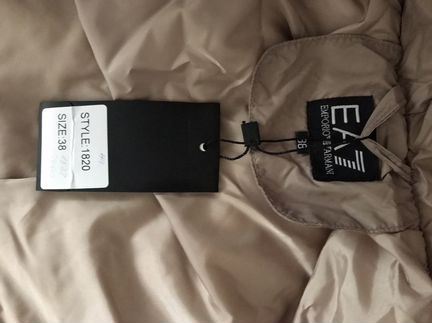 STYLE:1820
SIZE:38
EA7
EMPORIO ARMANI
36